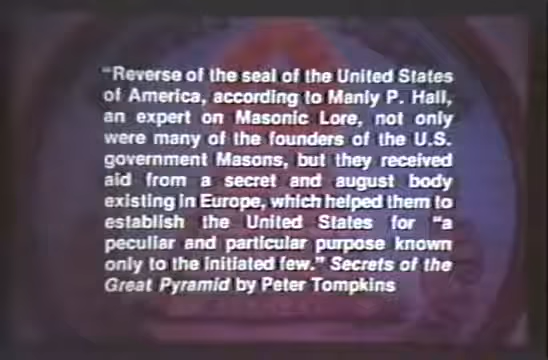 "Reverse of the seal of the United States
of America, according to Manly P. Hall,
an expert on Masonic Lore, not only
were many of the founders of the U.S.
government Masons, but they received
aid from a secret and august body
existing in Europe, which helped them to
establish the United States for "a
peculiar and particular purpose known
only to the initiated few." Secrets of the
Great Pyramid by Peter Tompkins